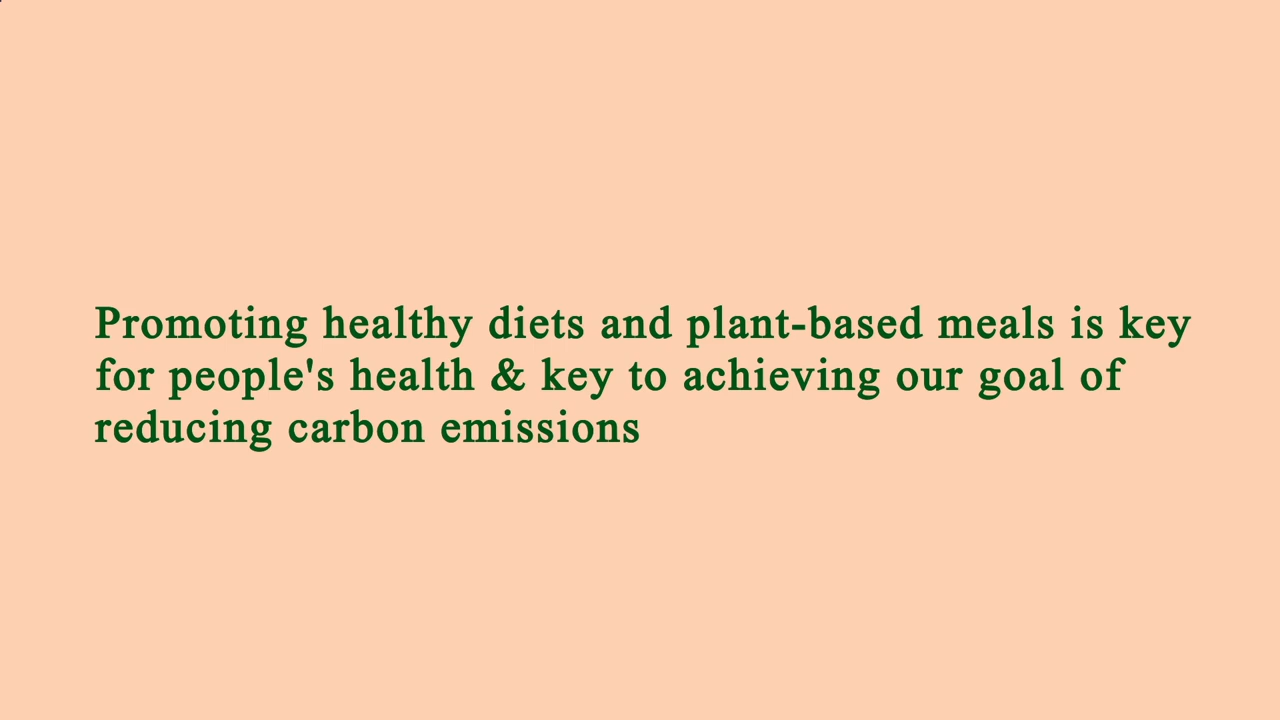 Promoting healthy diets and plant-based meals is key
for people's health & key to achieving our goal of
reducing carbon emissions